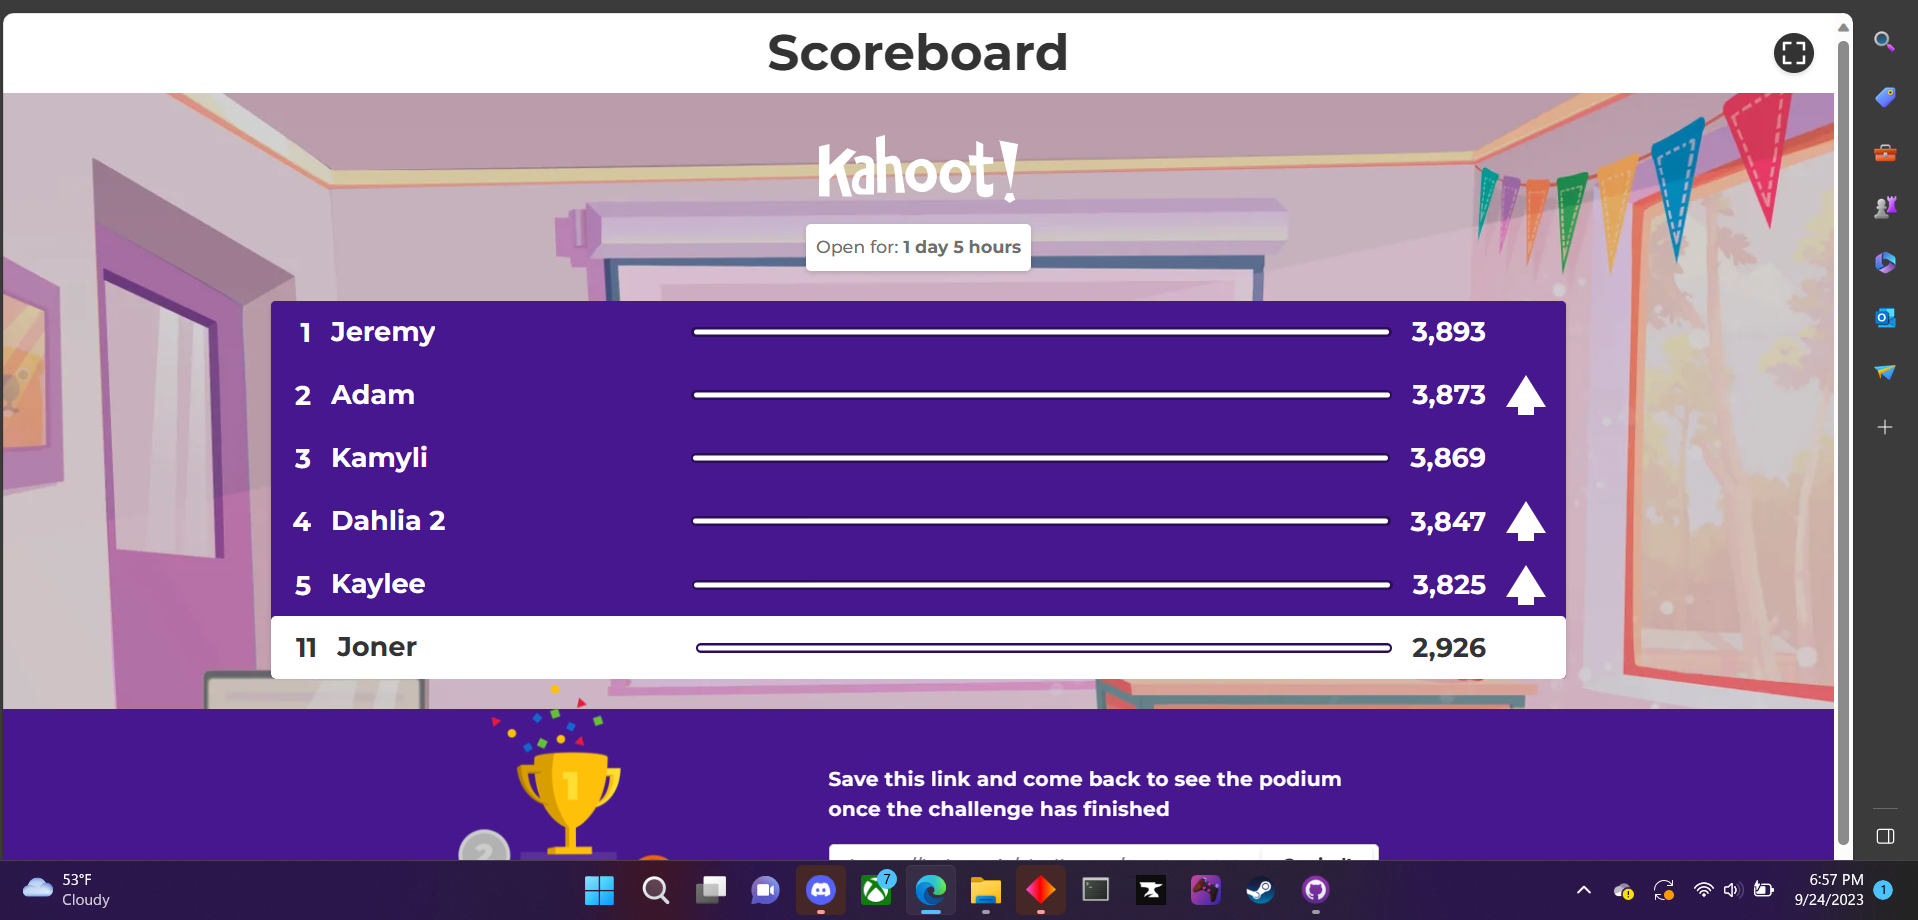 Scoreboard
Kahoot!
Open for: 1 day 5 hours
1 Jeremy 3,893
2 Adam 3,873
3 Kamyli 3,869
4 Dahlia 2 3,847
5 Kaylee 3,825
11 Joner 2,926
1
2
Save this link and come back to see the podium
once the challenge has finished
53°F
Cloudy
7
6:57 PM
9/24/2023
1